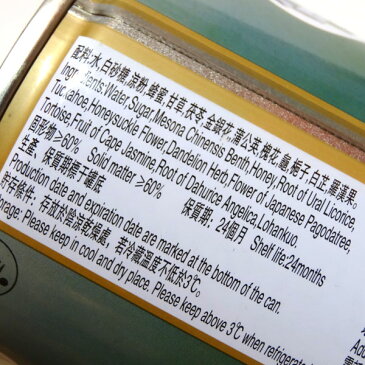 配料:水,白砂糖,涼粉,蜂蜜,甘草,茯苓,金銀花,蒲公英,槐花,龜,梔子,白芷,羅漢果。
Ingredients:Water,Sugar,Mesona Chinensis Benth,Honey,Root of Ural Licorice,
Tuckahoe,Honeysuckle Flower,Dandelion Herb,Flower of Japanese Pagodatree,
Tortoise Fruit of Cape Jasmine,Root of Dahurice Angelica,Lohankuo.
固形物≥60% Solid matter ≥60% 保質期: 24個月 Shelf life:24months
生產、保質期標于罐底
Production date and expiration date are marked at the bottom of the can.
貯存條件: 存放於陰涼乾燥處,若冷藏溫度不低於3℃。
Storage: Please keep in cool and dry place. Please keep above 3℃ when refrigerat